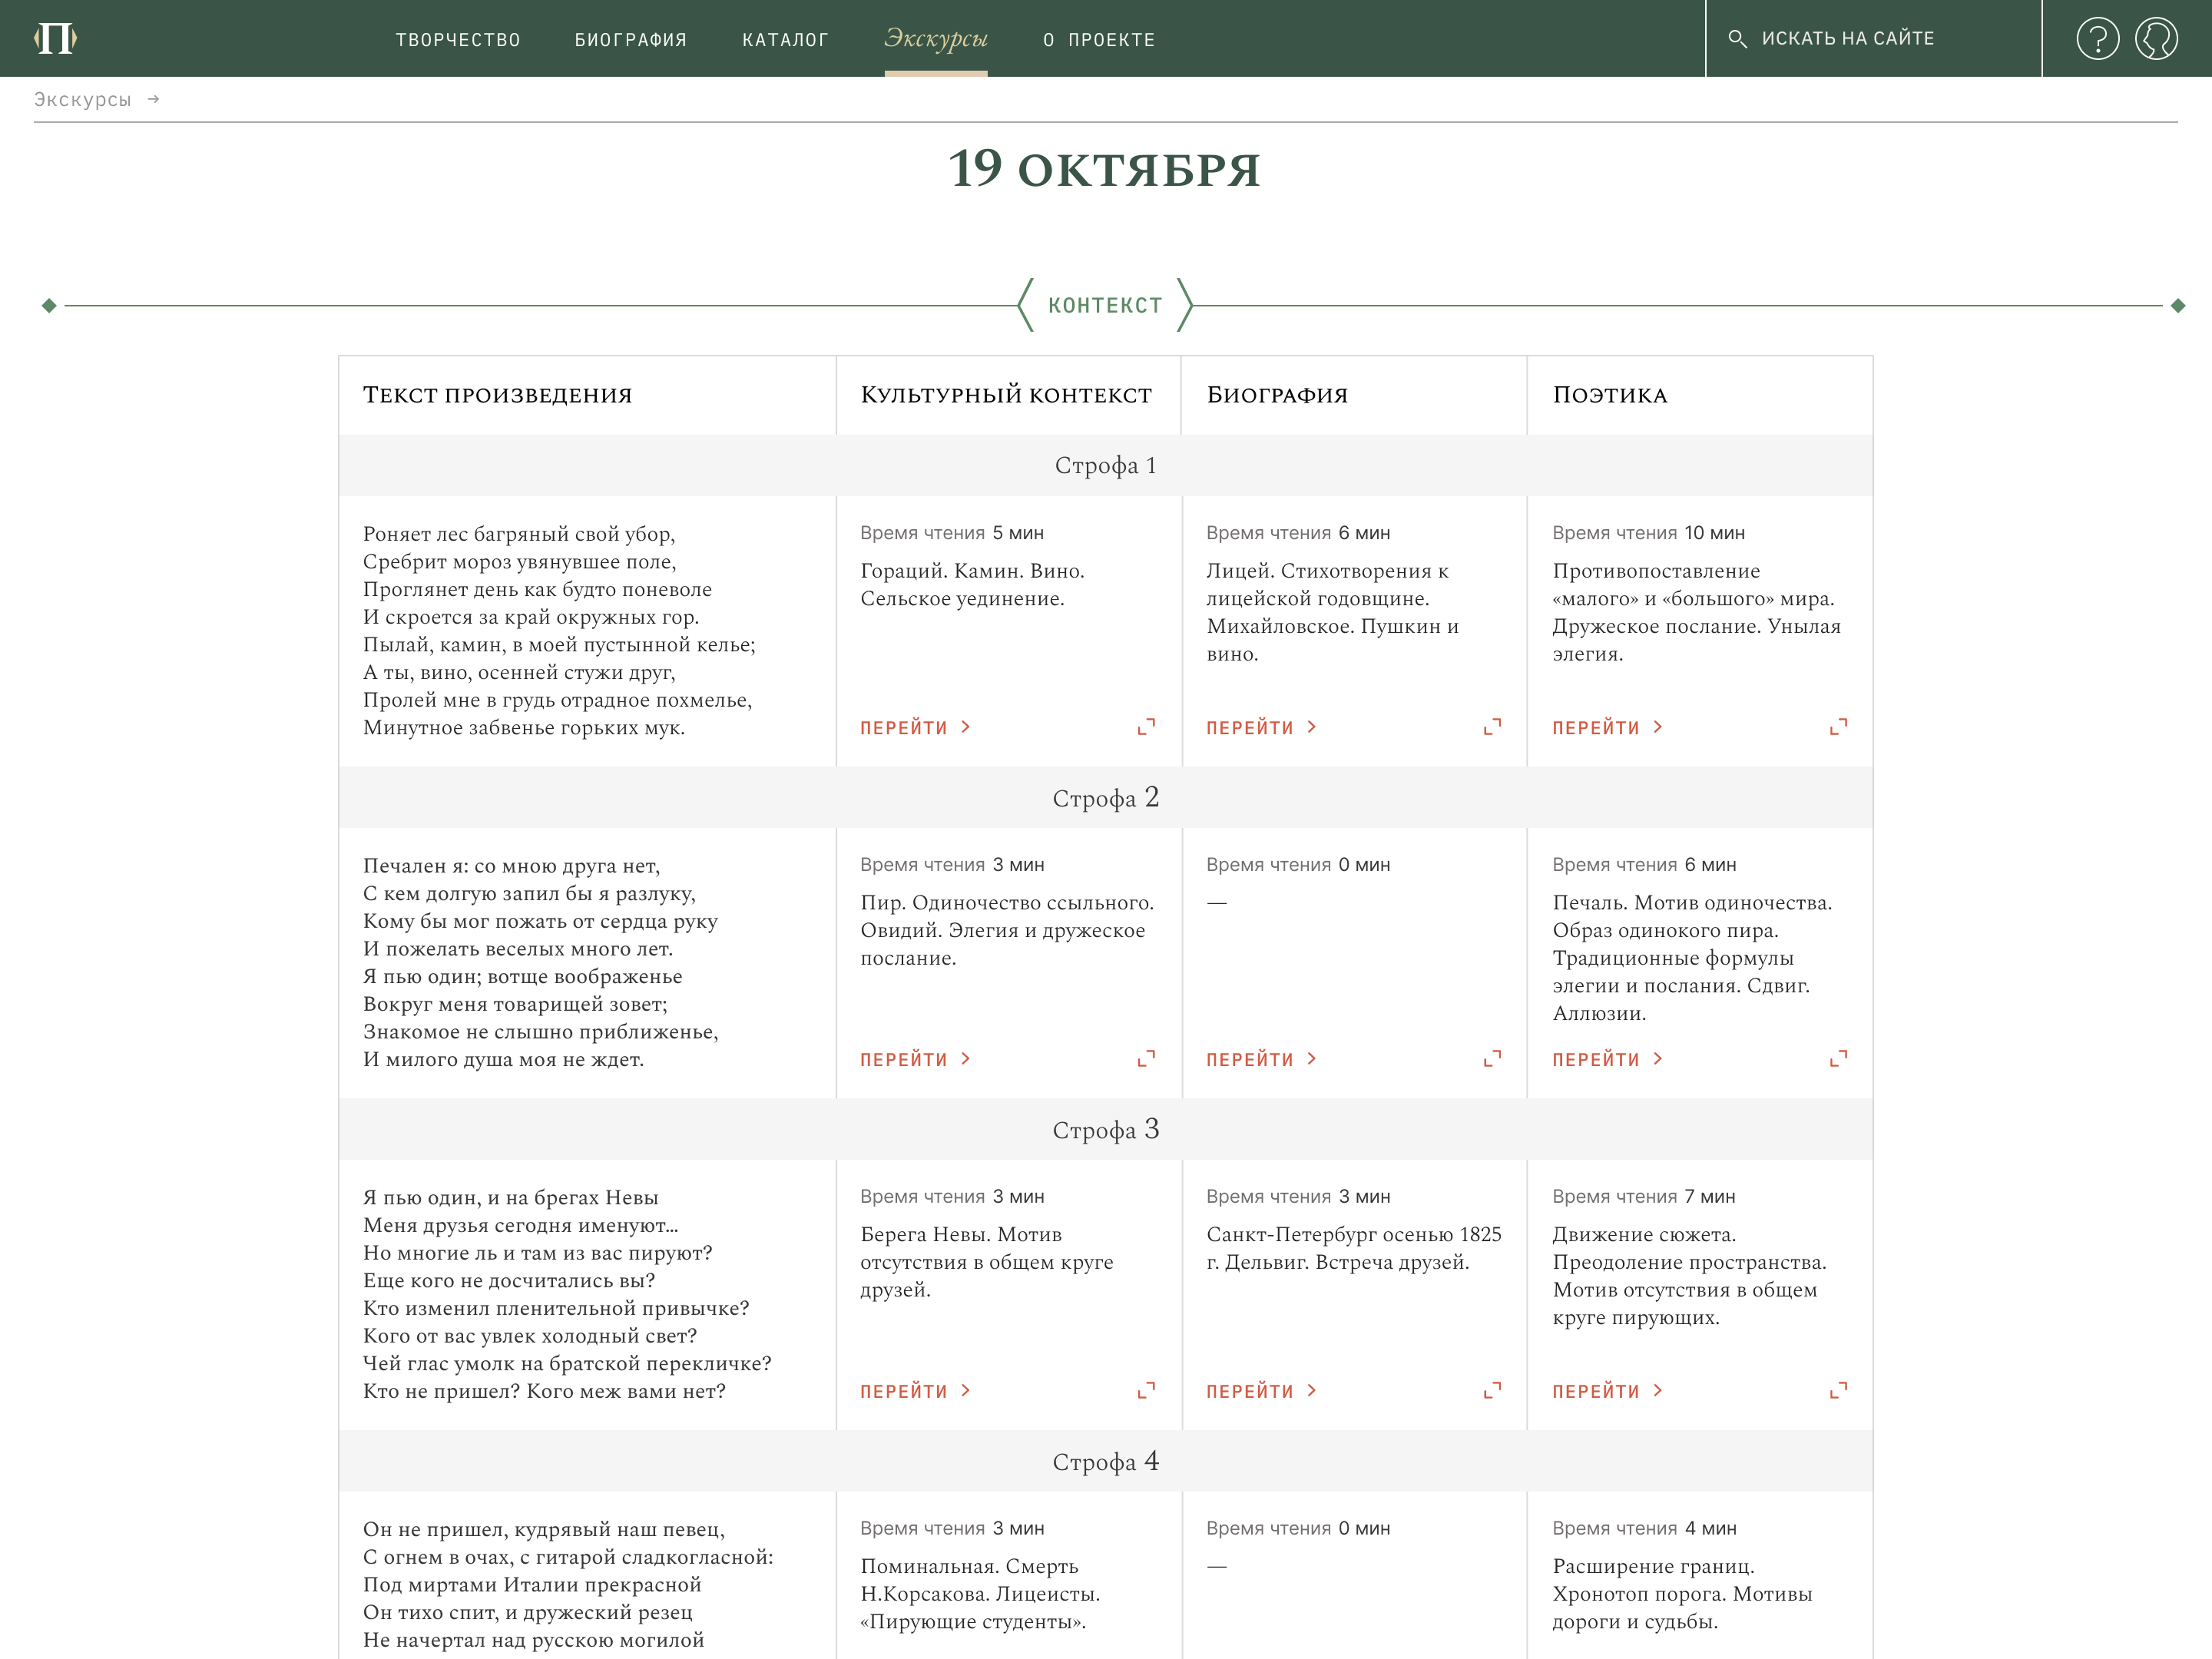 П
ТВОРЧЕСТВО
БИОГРАФИЯ
КАТАЛОГ
Экскурсы
О ПРОЕКТЕ
ИСКАТЬ НА САЙТЕ
?
Экскурсы →
19 ОКТЯБРЯ
КОНТЕКСТ
Текст произведения
Культурный контекст
Биография
Поэтика
Строфа 1
Роняет лес багряный свой убор,
Сребрит мороз увянувшее поле,
Проглянет день как будто поневоле
И скроется за край окружных гор.
Пылай, камин, в моей пустынной келье;
А ты, вино, осенней стужи друг,
Пролей мне в грудь отрадное похмелье,
Минутное забвенье горьких мук.
Время чтения 5 мин
Гораций. Камин. Вино.
Сельское уединение.
ПЕРЕЙТИ >
Время чтения 6 мин
Лицей. Стихотворения к
лицейской годовщине.
Михайловское. Пушкин и
вино.
ПЕРЕЙТИ >
Время чтения 10 мин
Противопоставление
«малого» и «большого» мира.
Дружеское послание. Унылая
элегия.
ПЕРЕЙТИ >
Строфа 2
Печален я: со мною друга нет,
С кем долгую запил бы я разлуку,
Кому бы мог пожать от сердца руку
И пожелать веселых много лет.
Я пью один; вотще воображенье
Вокруг меня товарищей зовет;
Знакомое не слышно приближенье,
И милого душа моя не ждет.
Время чтения 3 мин
Пир. Одиночество ссыльного.
Овидий. Элегия и дружеское
послание.
ПЕРЕЙТИ >
Время чтения 0 мин
—
ПЕРЕЙТИ >
Время чтения 6 мин
Печаль. Мотив одиночества.
Образ одинокого пира.
Традиционные формулы
элегии и послания. Сдвиг.
Аллюзии.
ПЕРЕЙТИ >
Строфа 3
Я пью один, и на брегах Невы
Меня друзья сегодня именуют...
Но многие ль и там из вас пируют?
Еще кого не досчитались вы?
Кто изменил пленительной привычке?
Кого от вас увлек холодный свет?
Чей глас умолк на братской перекличке?
Кто не пришел? Кого меж вами нет?
Время чтения 3 мин
Берега Невы. Мотив
отсутствия в общем круге
друзей.
ПЕРЕЙТИ >
Время чтения 3 мин
Санкт-Петербург осенью 1825
г. Дельвиг. Встреча друзей.
ПЕРЕЙТИ >
Время чтения 7 мин
Движение сюжета.
Преодоление пространства.
Мотив отсутствия в общем
круге пирующих.
ПЕРЕЙТИ >
Строфа 4
Он не пришел, кудрявый наш певец,
С огнем в очах, с гитарой сладкогласной:
Под миртами Италии прекрасной
Он тихо спит, и дружеский резец
Не начертал над русскою могилой
Время чтения 3 мин
Поминальная. Смерть
Н.Корсакова. Лицеисты.
«Пирующие студенты».
Время чтения 0 мин
—
Время чтения 4 мин
Расширение границ.
Хронотоп порога. Мотивы
дороги и судьбы.